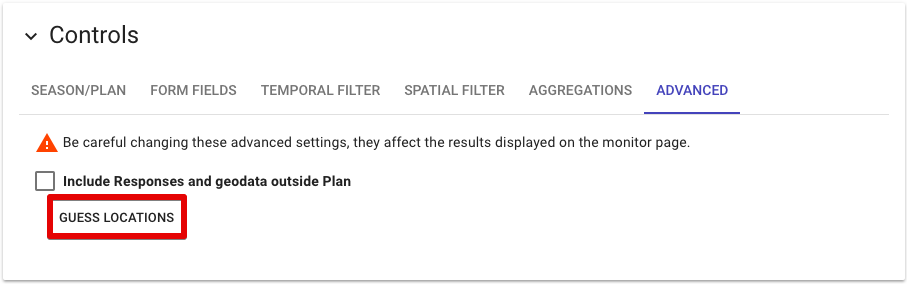 Controls
SEASON/PLAN FORM FIELDS TEMPORAL FILTER SPATIAL FILTER AGGREGATIONS ADVANCED
Be careful changing these advanced settings, they affect the results displayed on the monitor page.
Include Responses and geodata outside Plan
GUESS LOCATIONS